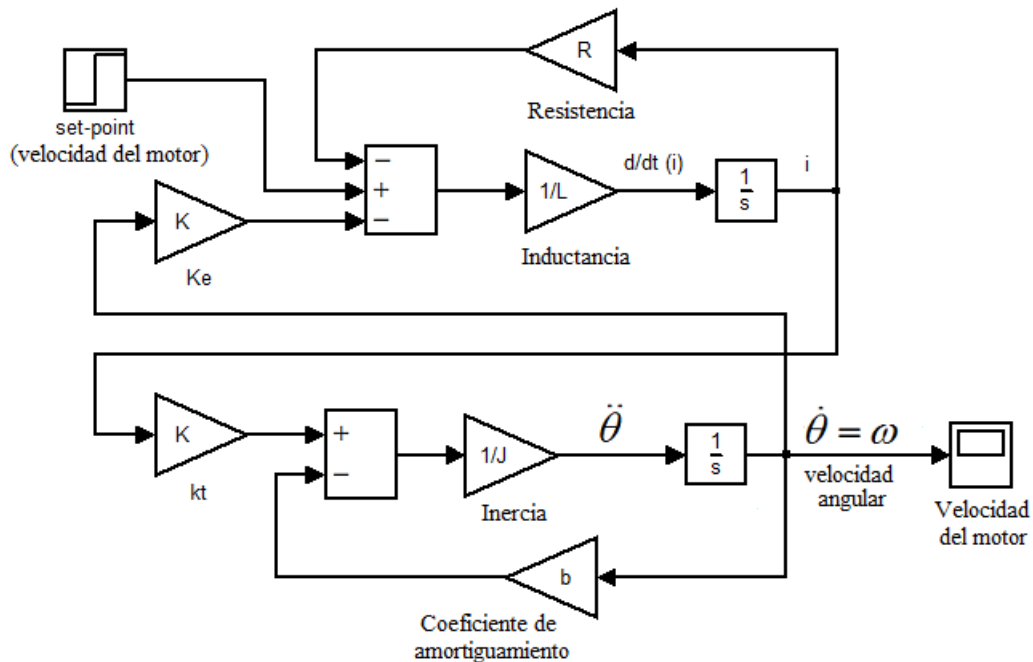 R
Resistencia
set-point
(velocidad del motor)
−
+
−
1/L
d/dt (i)
1
s
i
Inductancia
K
Ke
K
kt
+
−
1/J
Inercia
θ̈
1
s
θ̇ = ω
velocidad
angular
Velocidad
del motor
b
Coeficiente de
amortiguamiento